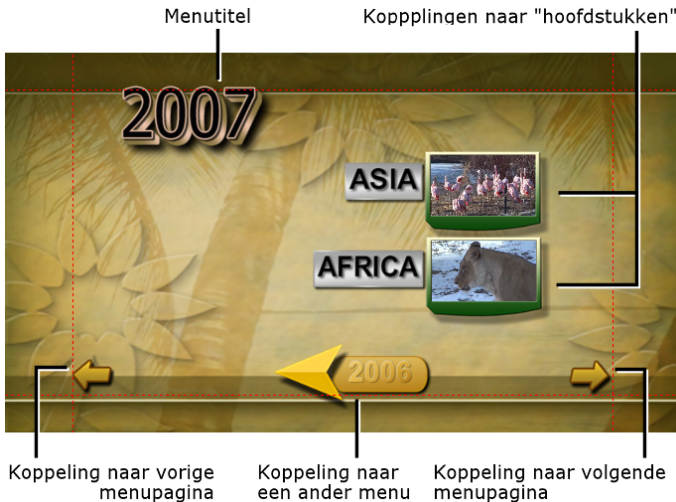 Menutitel
Koppplingen naar "hoofdstukken"
2007
ASIA
AFRICA
2006
Koppeling naar vorige
menupagina
Koppeling naar
een ander menu
Koppeling naar volgende
menupagina